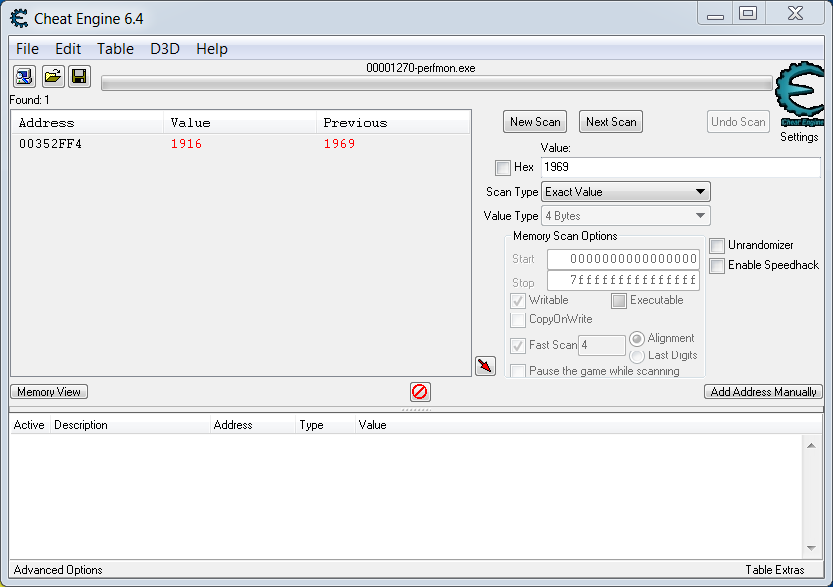 Cheat Engine 6.4
File Edit Table D3D Help
00001270-perfmon.exe
Found: 1
Address Value Previous
00352FF4 1916 1969
New Scan Next Scan Undo Scan
Cheat Engine
Settings
Value:
Hex 1969
Scan Type Exact Value
Value Type 4 Bytes
Memory Scan Options
Start 0000000000000000
Stop 7fffffffffffffff
Writable Executable
CopyOnWrite
Fast Scan 4 Alignment
Last Digits
Pause the game while scanning
Unrandomizer
Enable Speedhack
Memory View Add Address Manually
Active Description Address Type Value
Advanced Options Table Extras